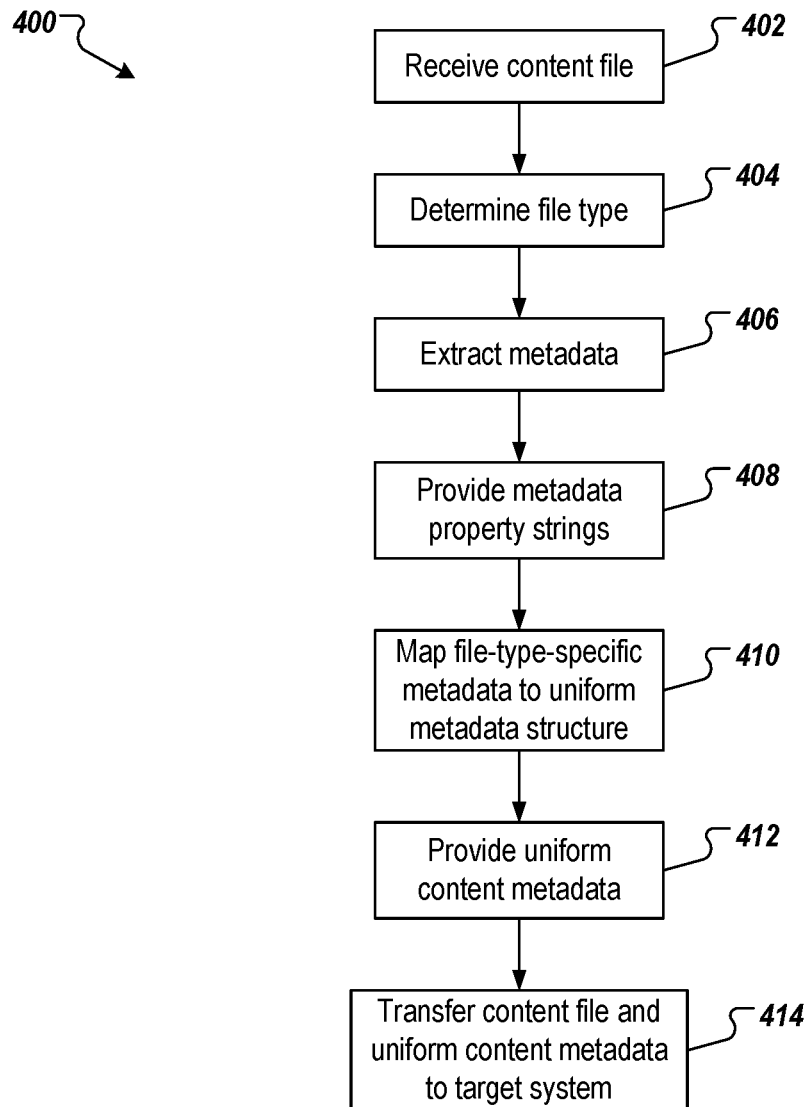 400
402
Receive content file
404
Determine file type
406
Extract metadata
408
Provide metadata
property strings
410
Map file-type-specific
metadata to uniform
metadata structure
412
Provide uniform
content metadata
414
Transfer content file and
uniform content metadata
to target system